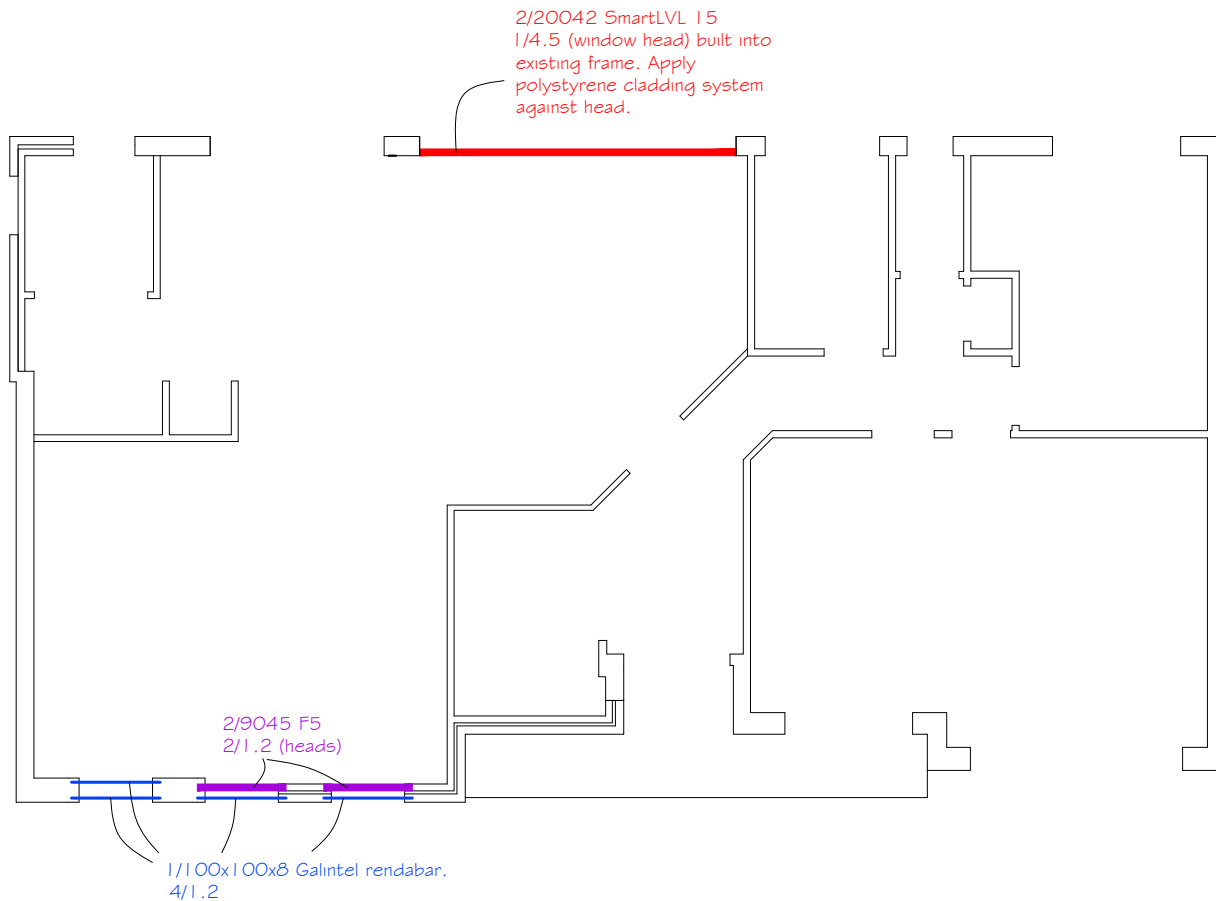 2/20042 SmartLVL 15
1/4.5 (window head) built into
existing frame. Apply
polystyrene cladding system
against head.
2/9045 F5
2/1.2 (heads)
1/100x100x8 Galintel rendabar.
4/1.2